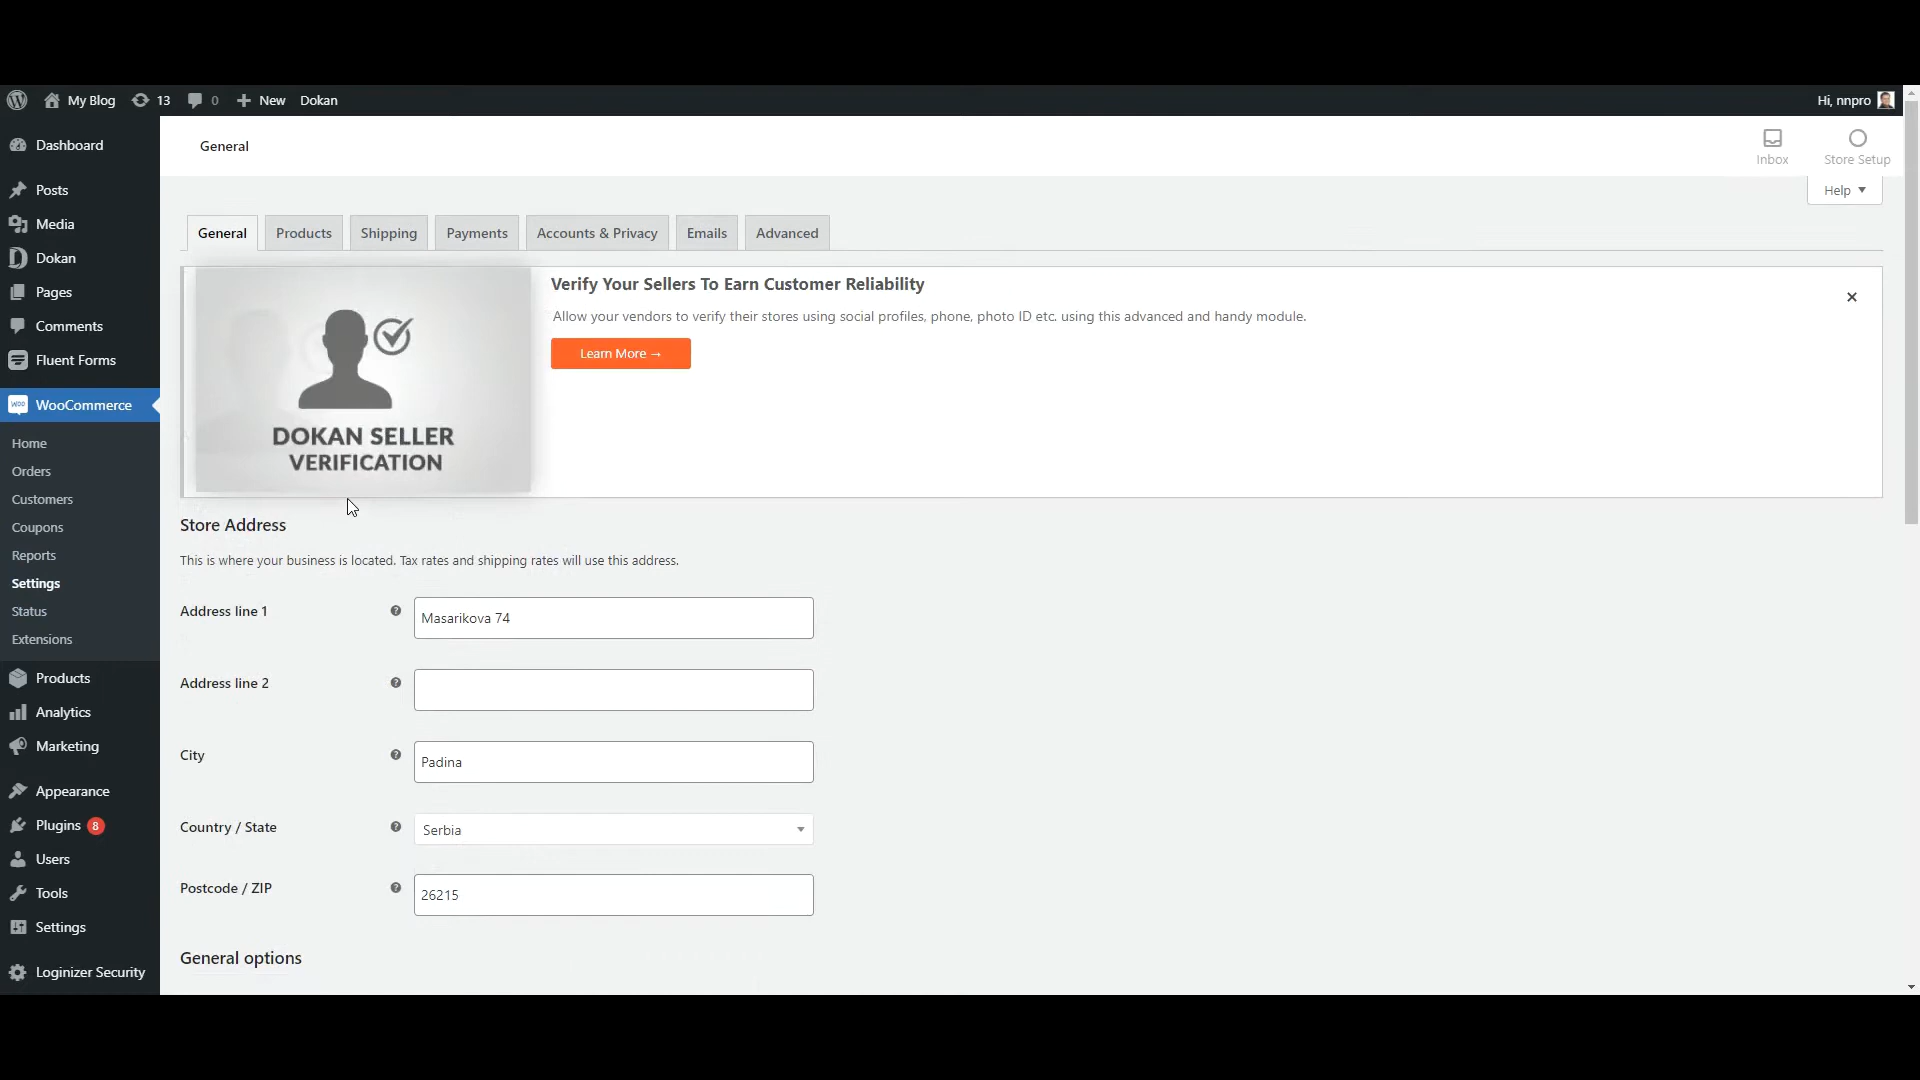 My Blog
13
0
New
Dokan
Hi, nnpro
Dashboard
Posts
Media
Dokan
Pages
Comments
Fluent Forms
WooCommerce
Home
Orders
Customers
Coupons
Reports
Settings
Status
Extensions
Products
Analytics
Marketing
Appearance
Plugins 8
Users
Tools
Settings
Loginizer Security
General
Inbox
Store Setup
Help
General
Products
Shipping
Payments
Accounts & Privacy
Emails
Advanced
DOKAN SELLER
VERIFICATION
Verify Your Sellers To Earn Customer Reliability
Allow your vendors to verify their stores using social profiles, phone, photo ID etc. using this advanced and handy module.
Learn More →
Store Address
This is where your business is located. Tax rates and shipping rates will use this address.
Address line 1
Masarikova 74
Address line 2
City
Padina
Country / State
Serbia
Postcode / ZIP
26215
General options